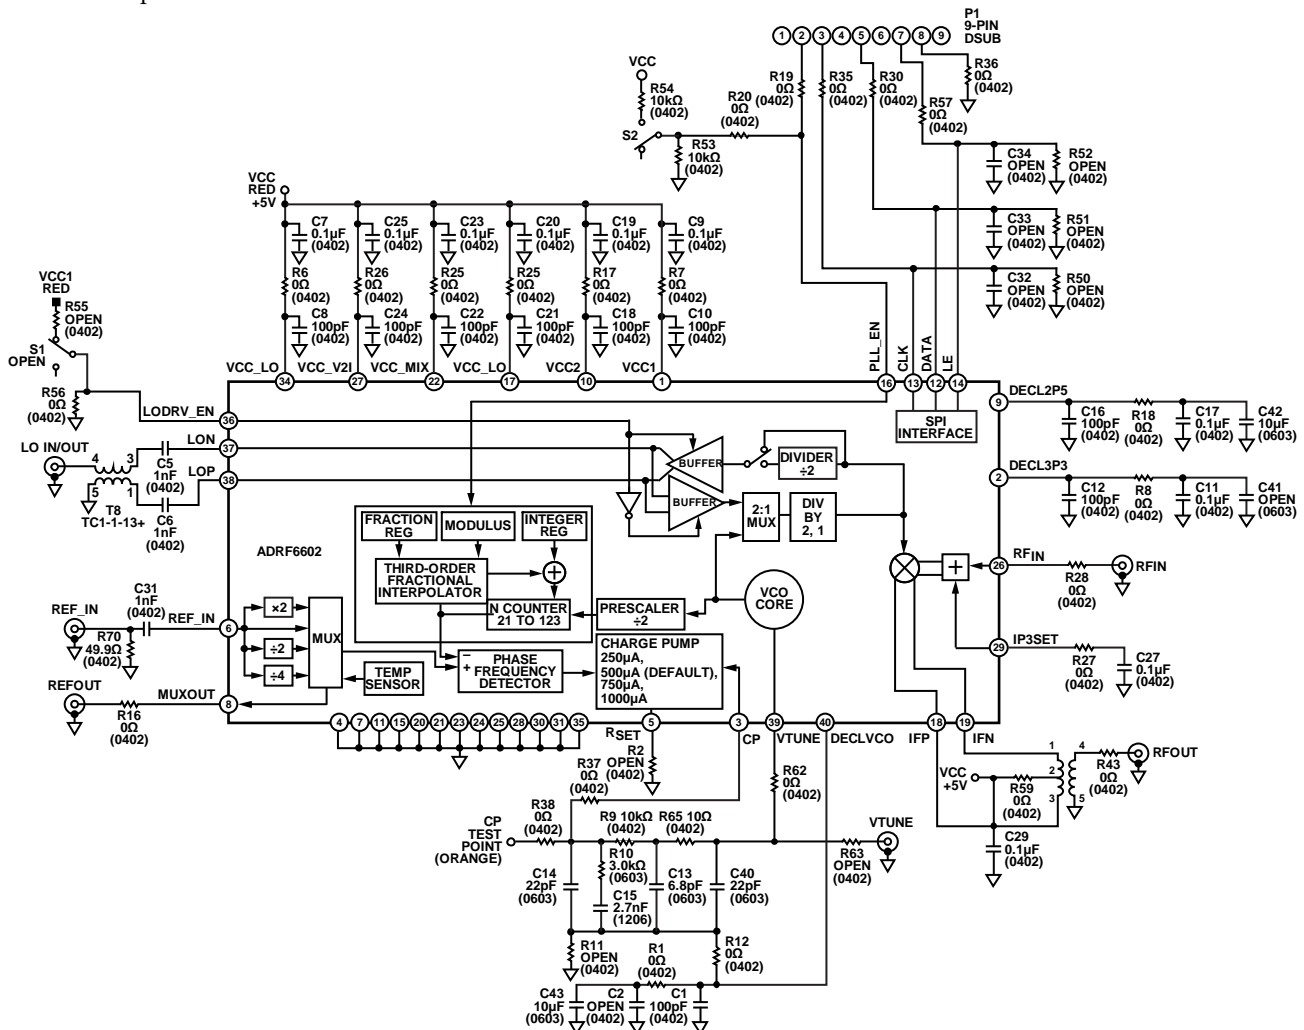 P1
9-PIN
DSUB
1 2 3 4 5 6 7 8 9
R36
0Ω
(0402)
R19
0Ω
(0402)
R35
0Ω
(0402)
R30
0Ω
(0402)
R57
0Ω
(0402)
VCC
R54
10kΩ
(0402)
R20
0Ω
(0402)
S2
R53
10kΩ
(0402)
C34
OPEN
(0402)
R52
OPEN
(0402)
C33
OPEN
(0402)
R51
OPEN
(0402)
C32
OPEN
(0402)
R50
OPEN
(0402)
VCC
RED
+5V
C7
0.1µF
(0402)
C25
0.1µF
(0402)
C23
0.1µF
(0402)
C20
0.1µF
(0402)
C19
0.1µF
(0402)
C9
0.1µF
(0402)
R6
0Ω
(0402)
R26
0Ω
(0402)
R25
0Ω
(0402)
R25
0Ω
(0402)
R17
0Ω
(0402)
R7
0Ω
(0402)
C8
100pF
(0402)
C24
100pF
(0402)
C22
100pF
(0402)
C21
100pF
(0402)
C18
100pF
(0402)
C10
100pF
(0402)
VCC1
RED
R55
OPEN
(0402)
S1
OPEN
R56
0Ω
(0402)
VCC_LO
34
VCC_V2I
27
VCC_MIX
22
VCC_LO
17
VCC2
10
VCC1
1
PLL_EN
16
CLK
13
DATA
12
LE
14
SPI
INTERFACE
LODRV_EN
36
LON
37
LOP
38
LO IN/OUT
4 3
5 1
C5
1nF
(0402)
T8
TC1-1-13+
C6
1nF
(0402)
9
DECL2P5
C16
100pF
(0402)
R18
0Ω
(0402)
C17
0.1µF
(0402)
C42
10µF
(0603)
2
DECL3P3
C12
100pF
(0402)
R8
0Ω
(0402)
C11
0.1µF
(0402)
C41
OPEN
(0603)
BUFFER
BUFFER
DIVIDER
÷2
2:1
MUX
DIV
BY
2, 1
ADRF6602
FRACTION
REG
MODULUS
INTEGER
REG
THIRD-ORDER
FRACTIONAL
INTERPOLATOR
+
N COUNTER
21 TO 123
PRESCALER
÷2
VCO
CORE
+
26
RFIN
R28
0Ω
(0402)
RFIN
29
IP3SET
R27
0Ω
(0402)
C27
0.1µF
(0402)
C31
1nF
(0402)
REF_IN
R70
49.9Ω
(0402)
REF_IN
6
×2
÷2
÷4
MUX
TEMP
SENSOR
−
+
PHASE
FREQUENCY
DETECTOR
CHARGE PUMP
250µA,
500µA (DEFAULT),
750µA,
1000µA
REFOUT
R16
0Ω
(0402)
MUXOUT
8
4 7 11 15 20 21 23 24 25 28 30 31 35
5
RSET
R2
OPEN
(0402)
3
CP
39
VTUNE
40
DECLVCO
18
IFP
19
IFN
R37
0Ω
(0402)
R62
0Ω
(0402)
VCC
+5V
R59
0Ω
(0402)
1
2
3
4
5
R43
0Ω
(0402)
RFOUT
C29
0.1µF
(0402)
CP
TEST
POINT
(ORANGE)
R38
0Ω
(0402)
R9 10kΩ
(0402)
R65 10Ω
(0402)
R63
OPEN
(0402)
VTUNE
C14
22pF
(0603)
R10
3.0kΩ
(0603)
C15
2.7nF
(1206)
C13
6.8pF
(0603)
C40
22pF
(0603)
R11
OPEN
(0402)
R1
0Ω
(0402)
R12
0Ω
(0402)
C43
10µF
(0603)
C2
OPEN
(0402)
C1
100pF
(0402)